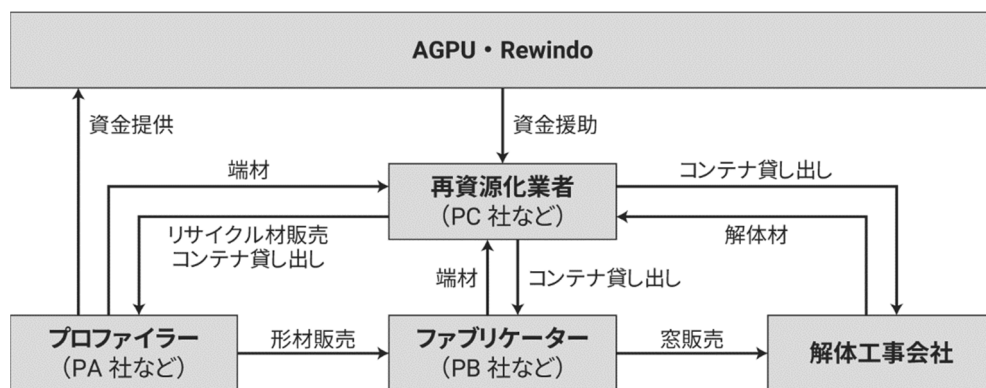 AGPU・Rewindo
資金提供
資金援助
端材
コンテナ貸し出し
再資源化業者
（PC 社など）
リサイクル材販売
コンテナ貸し出し
解体材
端材
コンテナ貸し出し
プロファイラー
（PA 社など）
形材販売
ファブリケーター
（PB 社など）
窓販売
解体工事会社